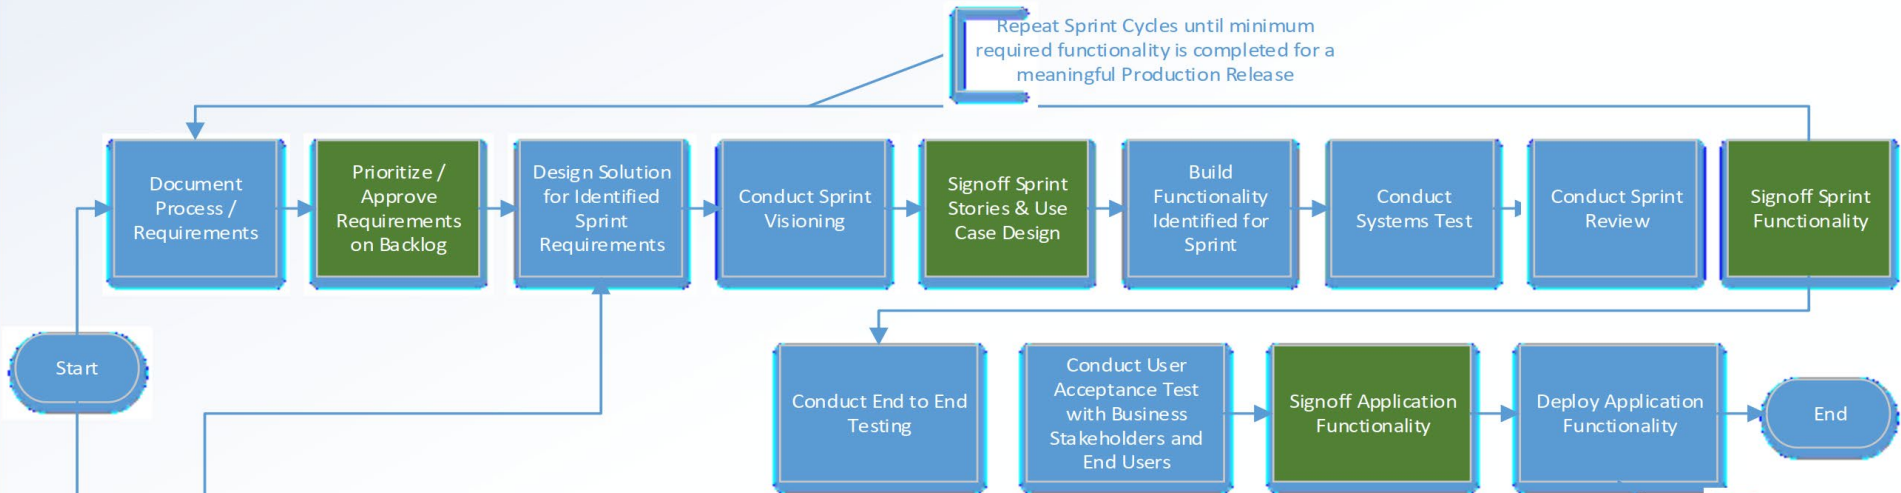 Repeat Sprint Cycles until minimum
required functionality is completed for a
meaningful Production Release
Document
Process /
Requirements
Prioritize /
Approve
Requirements
on Backlog
Design Solution
for Identified
Sprint
Requirements
Conduct Sprint
Visioning
Signoff Sprint
Stories & Use
Case Design
Build
Functionality
Identified for
Sprint
Conduct
Systems Test
Conduct Sprint
Review
Signoff Sprint
Functionality
Start
Conduct End to End
Testing
Conduct User
Acceptance Test
with Business
Stakeholders and
End Users
Signoff Application
Functionality
Deploy Application
Functionality
End